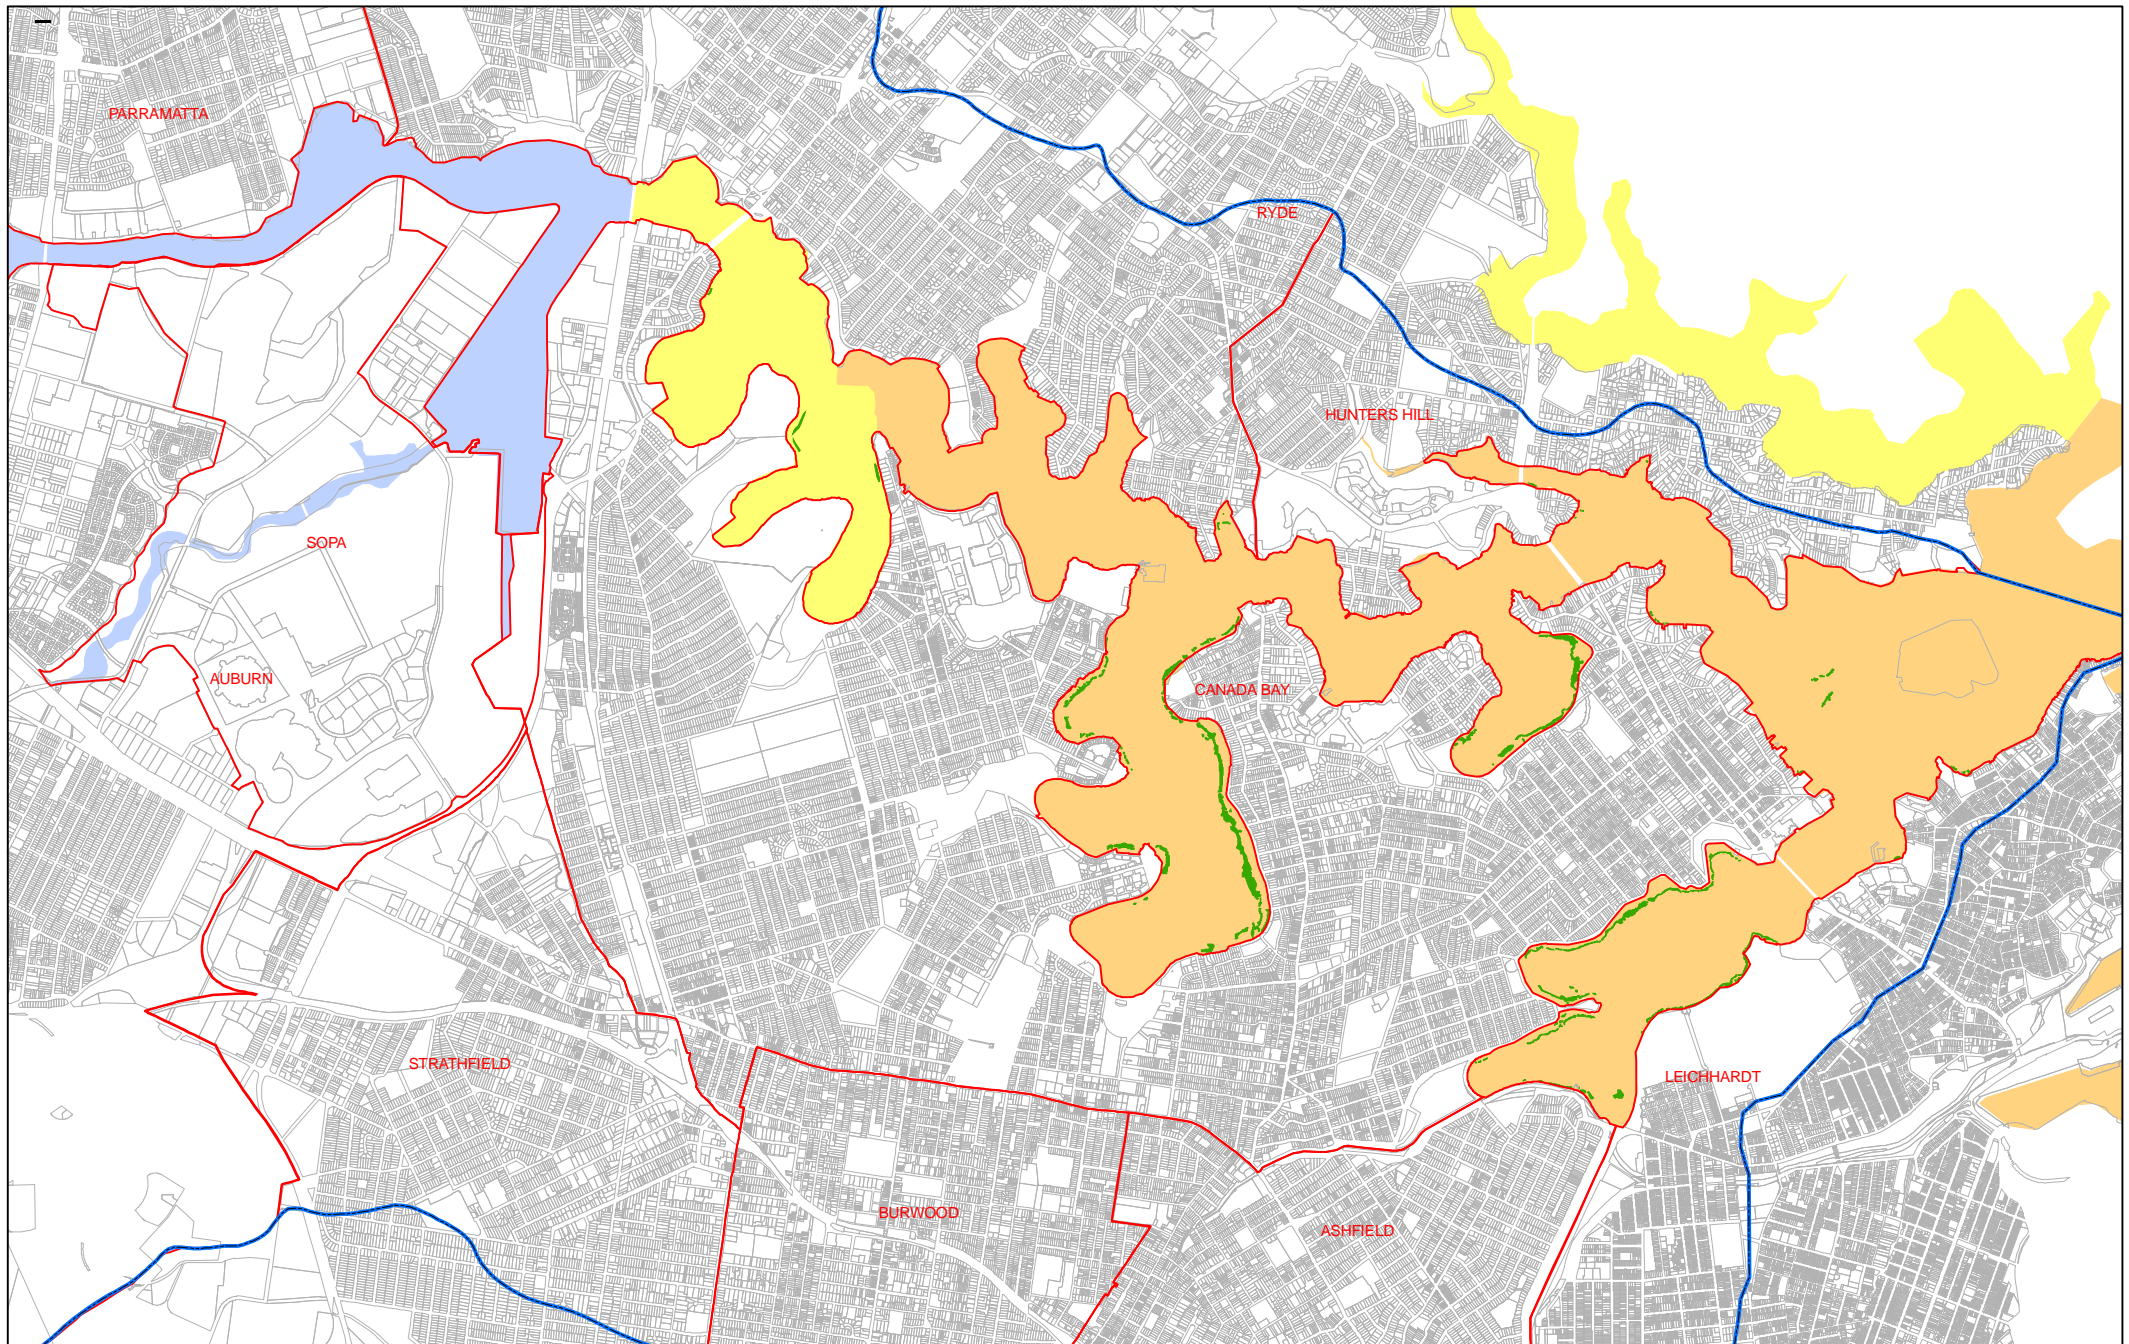 PARRAMATTA
RYDE
HUNTERS HILL
SOPA
AUBURN
CANADA BAY
STRATHFIELD
LEICHHARDT
BURWOOD
ASHFIELD